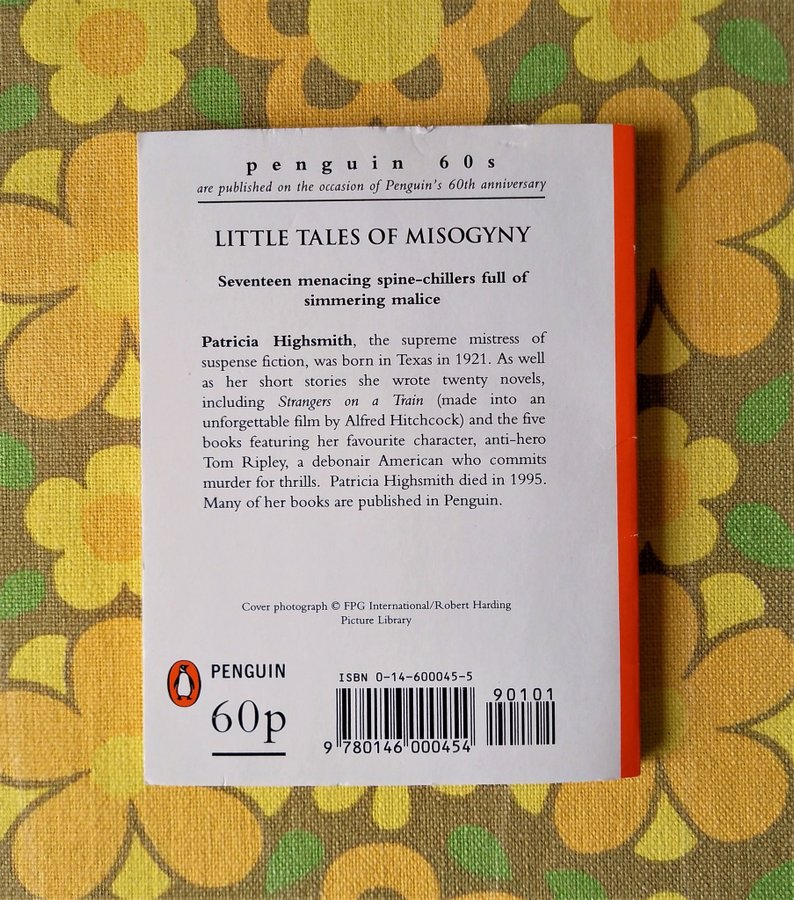 penguin 60s
are published on the occasion of Penguin's 60th anniversary
LITTLE TALES OF MISOGYNY
Seventeen menacing spine-chillers full of
simmering malice
Patricia Highsmith, the supreme mistress of
suspense fiction, was born in Texas in 1921. As well
as her short stories she wrote twenty novels,
including Strangers on a Train (made into an
unforgettable film by Alfred Hitchcock) and the five
books featuring her favourite character, anti-hero
Tom Ripley, a debonair American who commits
murder for thrills. Patricia Highsmith died in 1995.
Many of her books are published in Penguin.
Cover photograph © FPG International/Robert Harding
Picture Library
PENGUIN
60p
ISBN 0-14-600045-5
90101
9 780146 000454